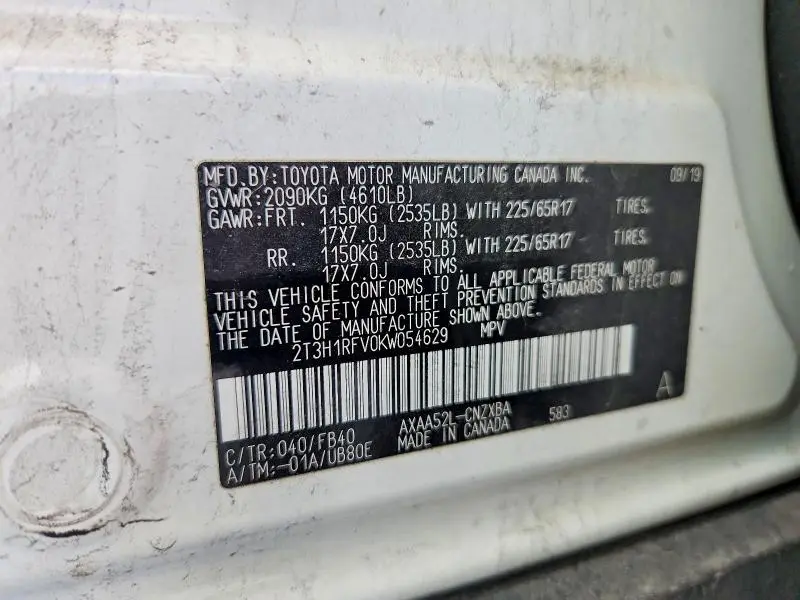 MFD.BY:TOYOTA MOTOR MANUFACTURING CANADA INC. 09/19
GVWR:2090KG (4610LB)
GAWR:FRT. 1150KG (2535LB) WITH 225/65R17 TIRES.
17X7.0J RIMS.
RR. 1150KG (2535LB) WITH 225/65R17 TIRES.
17X7.0J RIMS.
THIS VEHICLE CONFORMS TO ALL APPLICABLE FEDERAL MOTOR
VEHICLE SAFETY AND THEFT PREVENTION STANDARDS IN EFFECT ON
THE DATE OF MANUFACTURE SHOWN ABOVE.
2T3H1RFV0KW054629 MPV
A
C/TR:040/FB40 AXAA52L-CNZXBA 583
A/TM:-01A/UB80E MADE IN CANADA